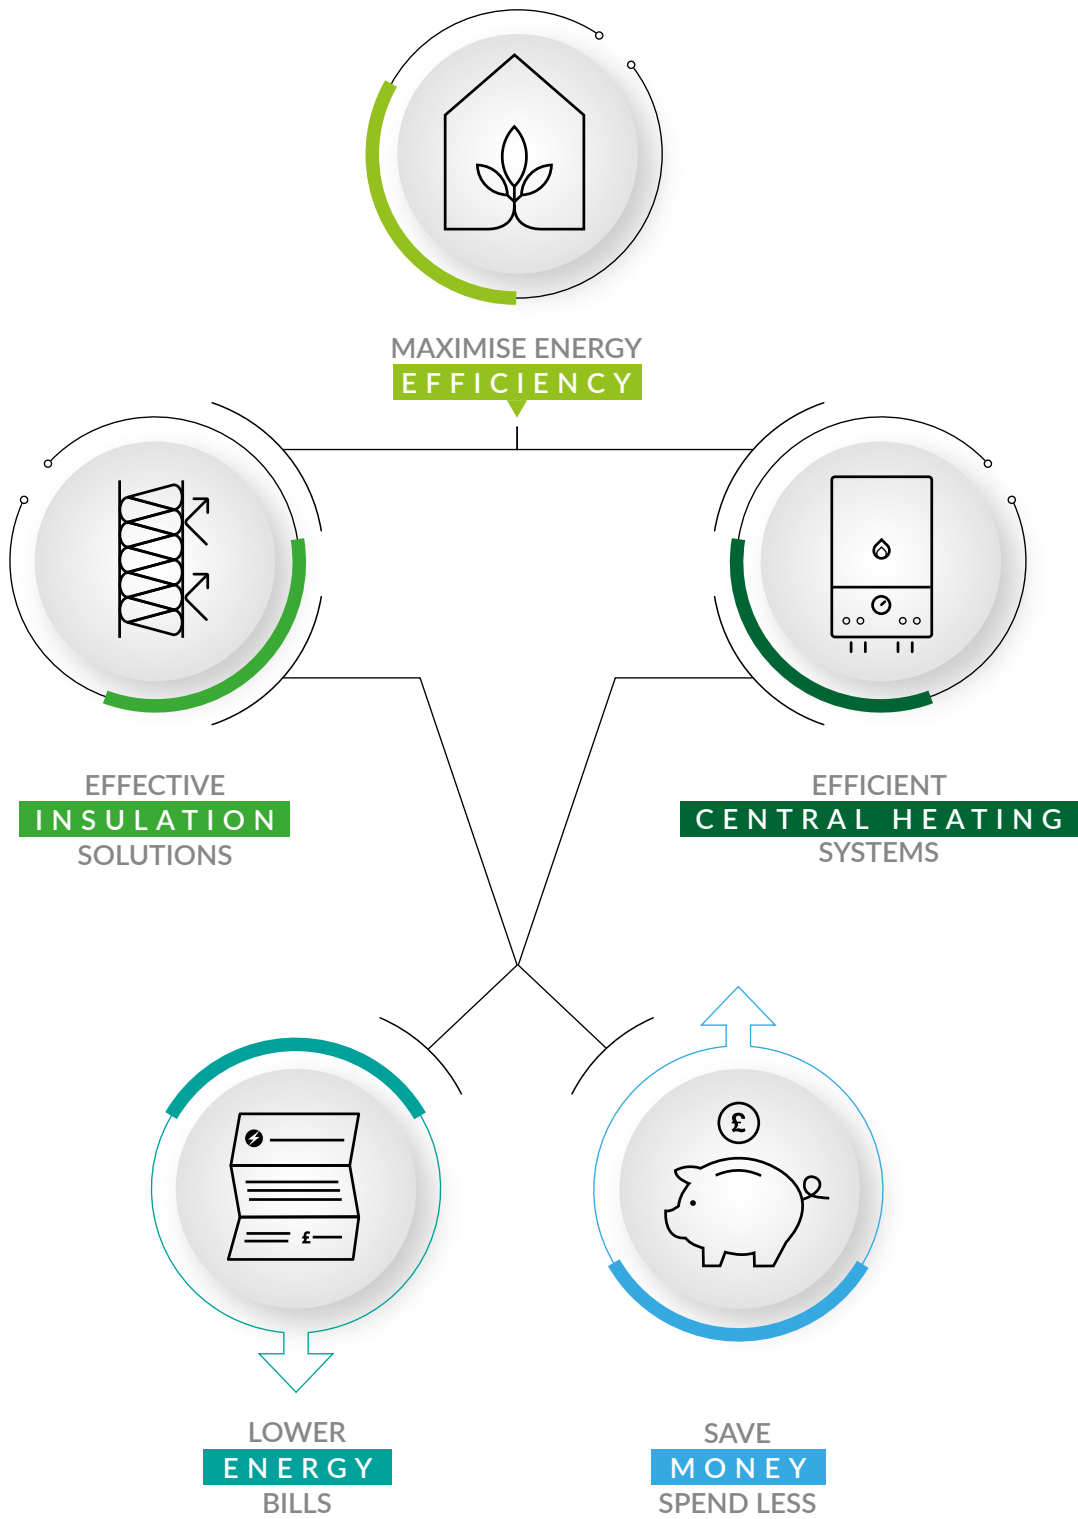 MAXIMISE ENERGY
EFFICIENCY
EFFECTIVE
INSULATION
SOLUTIONS
EFFICIENT
CENTRAL HEATING
SYSTEMS
£
£
LOWER
ENERGY
BILLS
SAVE
MONEY
SPEND LESS